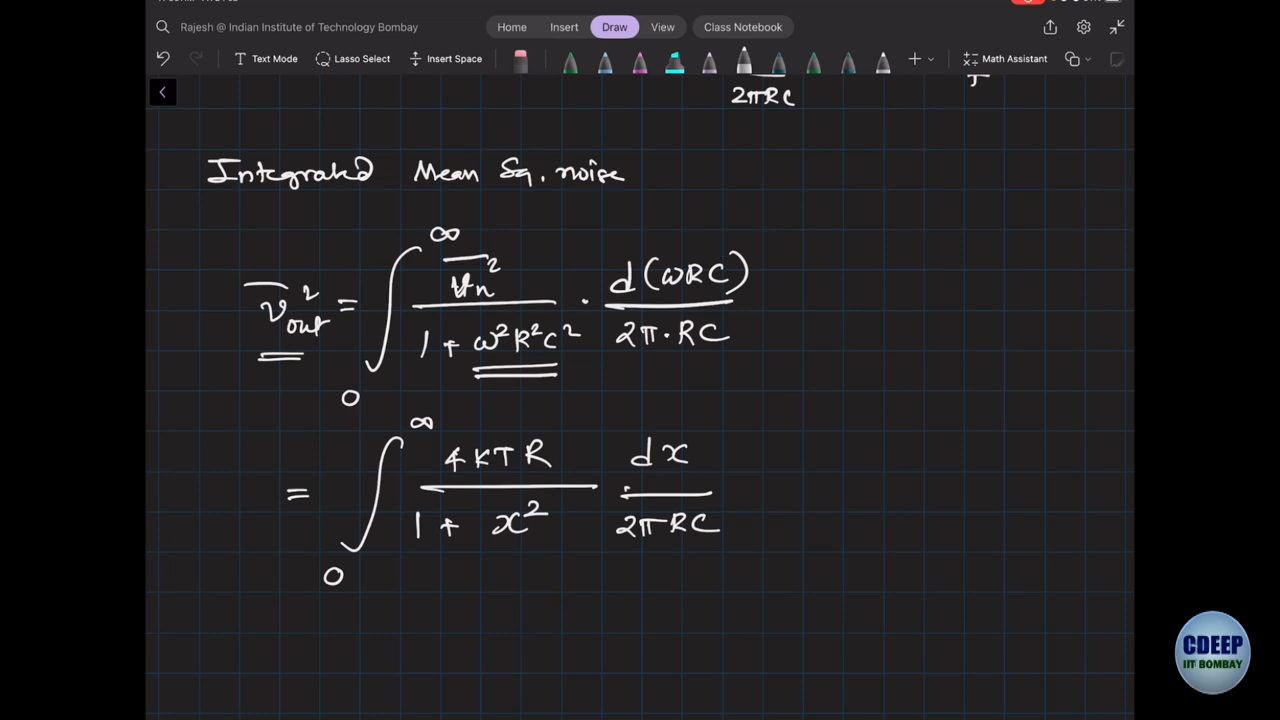 Rajesh @ Indian Institute of Technology Bombay Home Insert Draw View Class Notebook
T Text Mode Lasso Select Insert Space Math Assistant
2πRC
Integrated Mean Sq. noise
v̅²out = ∫₀^∞ v̅n² / (1 + ω²R²C²) · d(ωRC) / (2π·RC)
= ∫₀^∞ 4KTR / (1 + x²) dx / (2πRC)
CDEEP
IIT BOMBAY